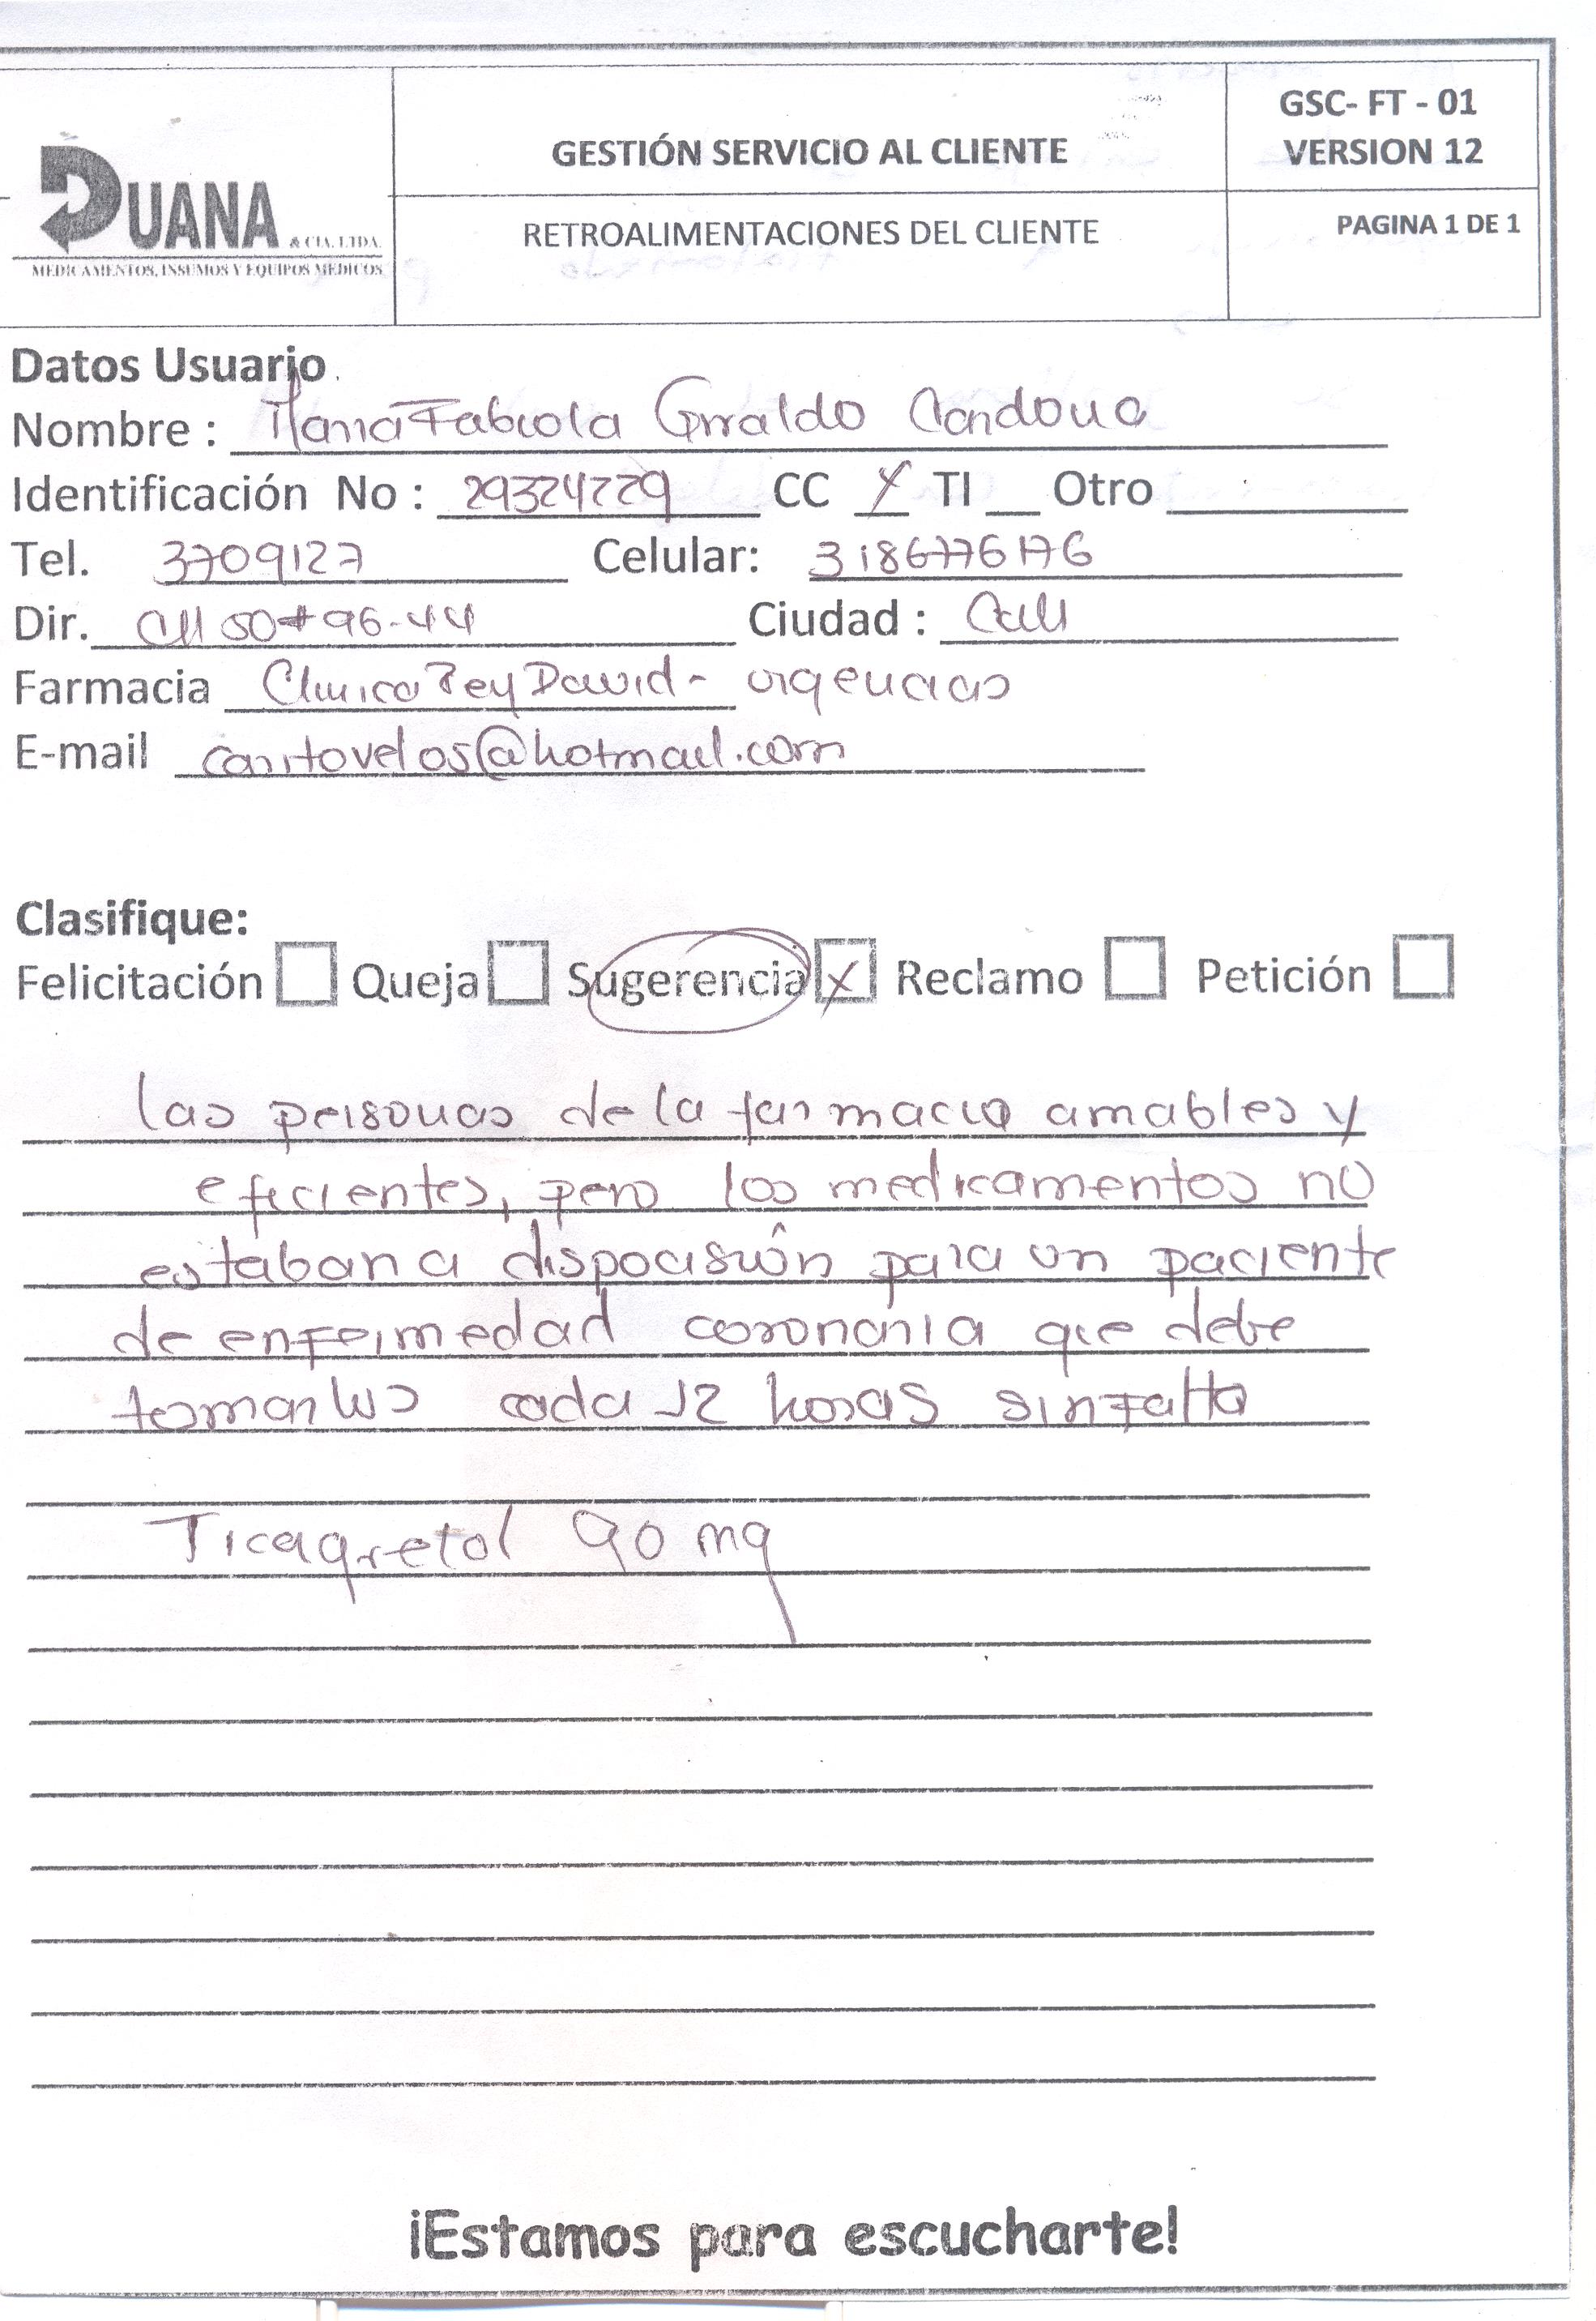 DUANA & CIA. LTDA.
MEDICAMENTOS, INSUMOS Y EQUIPOS MEDICOS
GESTIÓN SERVICIO AL CLIENTE
RETROALIMENTACIONES DEL CLIENTE
GSC- FT - 01
VERSION 12
PAGINA 1 DE 1
Datos Usuario
Nombre : Maria Fabiola Giraldo Cardona
Identificación No : 29324229 CC X TI __ Otro
Tel. 3709127 Celular: 3186776176
Dir. Cll 50 # 96-44 Ciudad : Cali
Farmacia Clinica Rey David - urgencias
E-mail caritovelos@hotmail.com
Clasifique:
Felicitación Queja Sugerencia X Reclamo Petición
las personas de la farmacia amables y
eficientes, pero los medicamentos no
estaban a dispocisión para un paciente
de enfermedad coronaria que debe
tomarlos cada 12 horas sin falta
Ticagretol 90 mg
¡Estamos para escucharte!